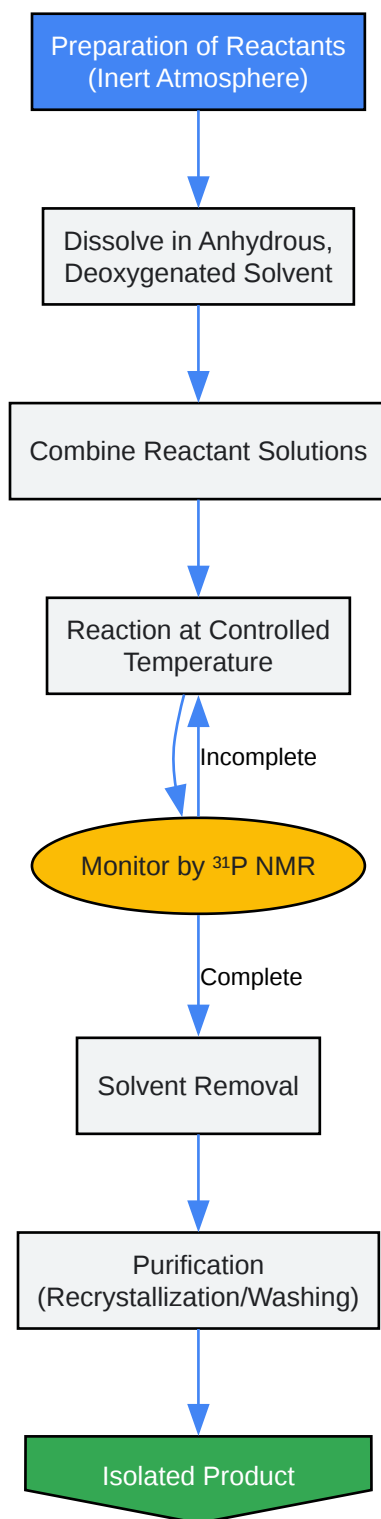 Preparation of Reactants
(Inert Atmosphere)
Dissolve in Anhydrous,
Deoxygenated Solvent
Combine Reactant Solutions
Reaction at Controlled
Temperature
Incomplete
Monitor by ³¹P NMR
Complete
Solvent Removal
Purification
(Recrystallization/Washing)
Isolated Product